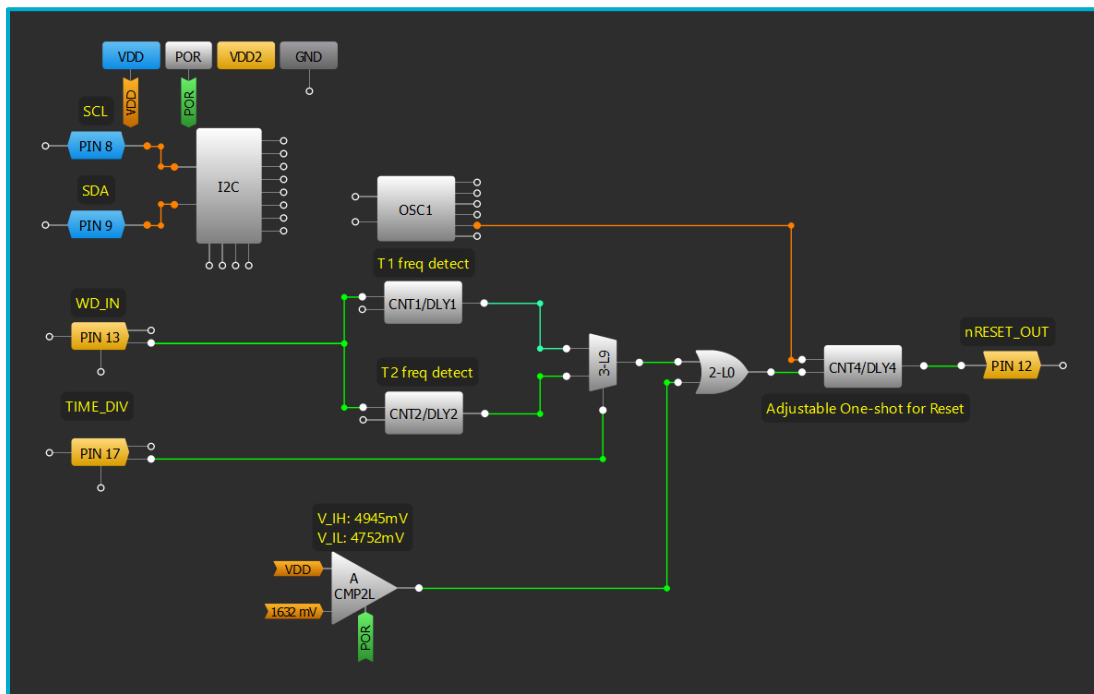 VDD
POR
VDD2
GND
VDD
POR
SCL
PIN 8
I2C
SDA
PIN 9
OSC1
T1 freq detect
CNT1/DLY1
WD_IN
PIN 13
3-L9
nRESET_OUT
2-L0
CNT4/DLY4
PIN 12
T2 freq detect
CNT2/DLY2
Adjustable One-shot for Reset
TIME_DIV
PIN 17
V_IH: 4945mV
V_IL: 4752mV
VDD
A
CMP2L
1632 mV
POR